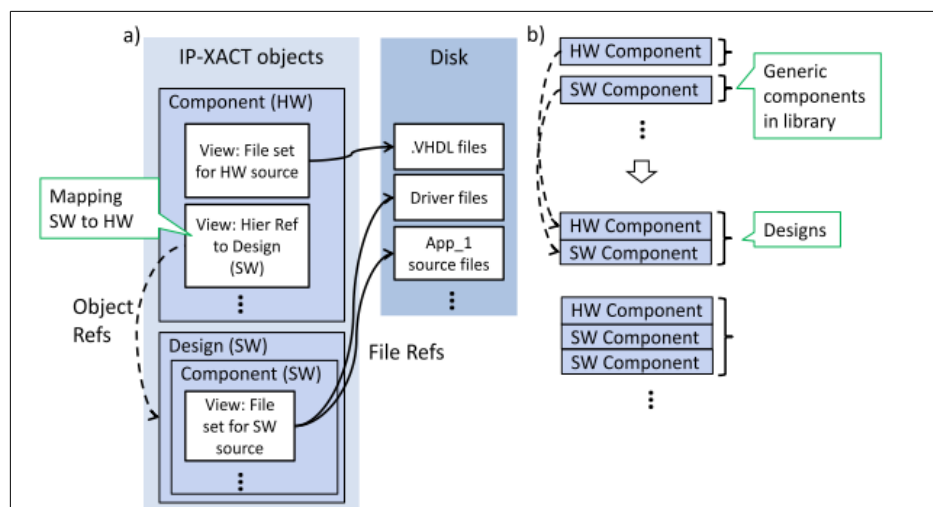 a)
IP-XACT objects
Component (HW)
View: File set
for HW source
Mapping
SW to HW
View: Hier Ref
to Design
(SW)
Object
Refs
Design (SW)
Component (SW)
View: File
set for SW
source
Disk
.VHDL files
Driver files
App_1
source files
File Refs
b)
HW Component
SW Component
Generic
components
in library
HW Component
SW Component
Designs
HW Component
SW Component
SW Component